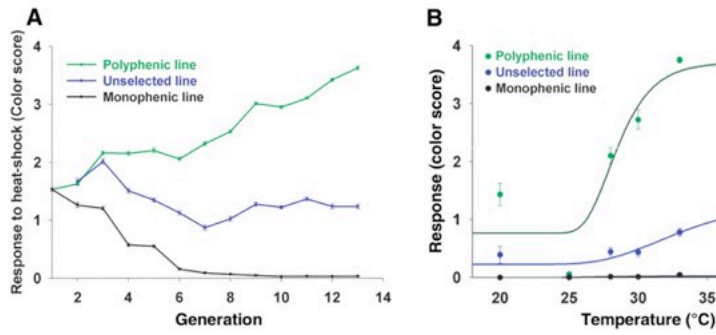 A
Response to heat-shock (Color score)
4
3
2
1
0
Polyphenic line
Unselected line
Monophenic line
0 2 4 6 8 10 12 14
Generation
B
Response (color score)
4
3
2
1
0
Polyphenic line
Unselected line
Monophenic line
20 25 30 35
Temperature (°C)